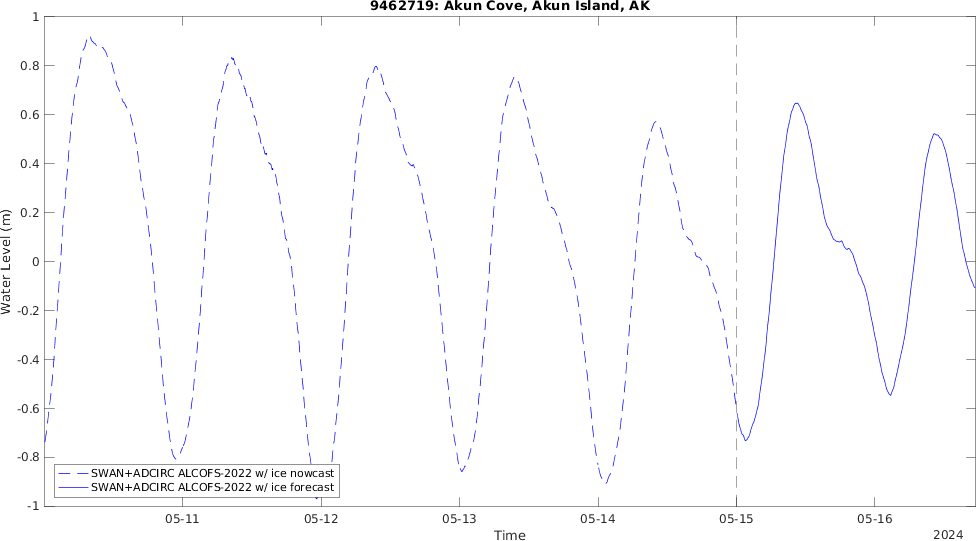 9462719: Akun Cove, Akun Island, AK
1
0.8
0.6
0.4
0.2
0
-0.2
-0.4
-0.6
-0.8
-1
Water Level (m)
SWAN+ADCIRC ALCOFS-2022 w/ ice nowcast
SWAN+ADCIRC ALCOFS-2022 w/ ice forecast
05-11 05-12 05-13 05-14 05-15 05-16
Time
2024